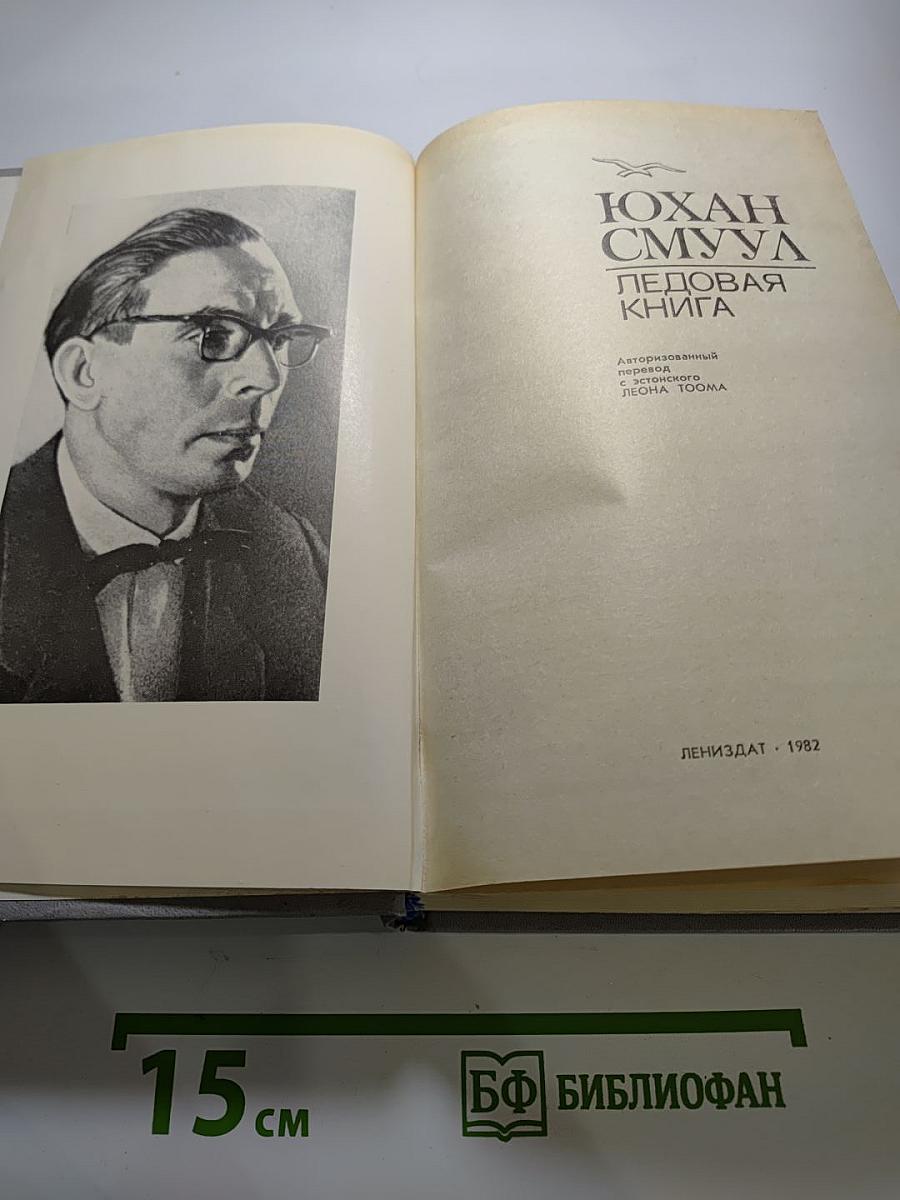 ЮХАН
СМУУЛ
ЛЕДОВАЯ
КНИГА
Авторизованный
перевод
с эстонского
ЛЕОНА ТООМА
ЛЕНИЗДАТ · 1982
15 см
БФ БИБЛИОФАН